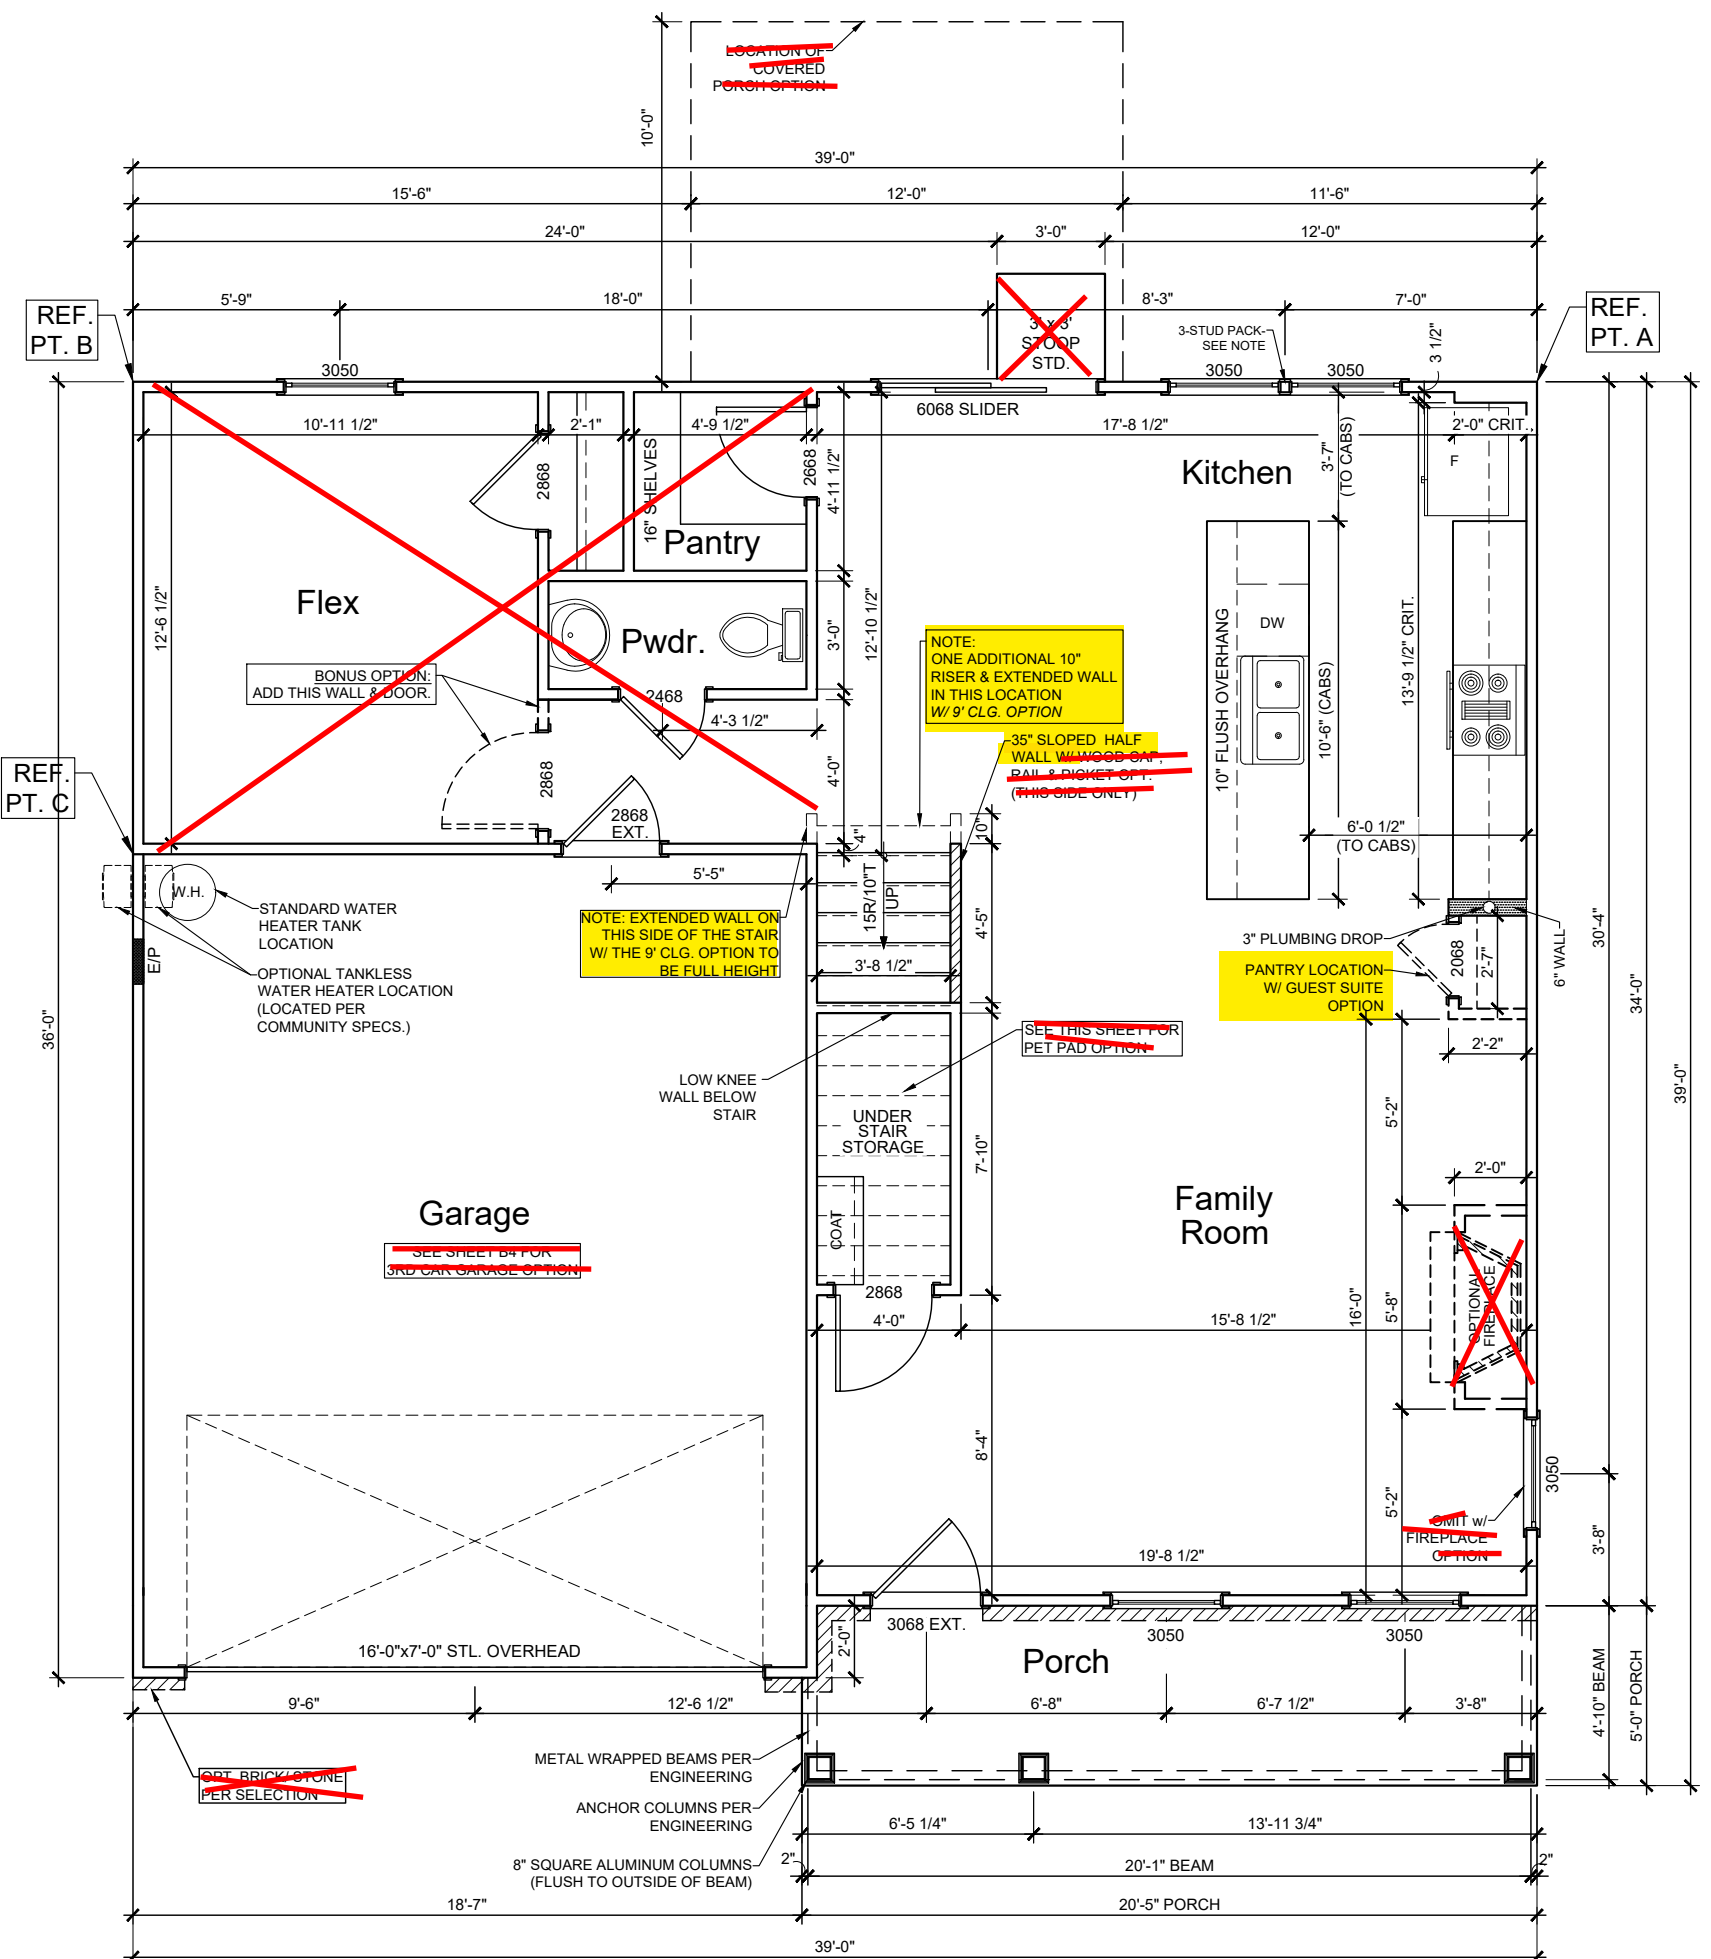 LOCATION OF
COVERED
PORCH OPTION
10'-0"
39'-0"
15'-6"
12'-0"
11'-6"
24'-0"
3'-0"
12'-0"
5'-9"
18'-0"
8'-3"
7'-0"
REF.
PT. B
REF.
PT. A
3' x 3'
STOOP
STD.
3-STUD PACK-
SEE NOTE
3 1/2"
3050
3050
3050
6068 SLIDER
10'-11 1/2"
2'-1"
4'-9 1/2"
17'-8 1/2"
2'-0" CRIT.
2868
16" SHELVES
2668
4'-11 1/2"
3'-7"
(TO CABS)
F
Kitchen
Pantry
Flex
12'-6 1/2"
Pwdr.
3'-0"
12'-10 1/2"
BONUS OPTION:
ADD THIS WALL & DOOR.
2468
4'-3 1/2"
4'-0"
NOTE:
ONE ADDITIONAL 10"
RISER & EXTENDED WALL
IN THIS LOCATION
W/ 9' CLG. OPTION
35" SLOPED HALF
WALL W/ WOOD CAP,
RAIL & PICKET OPT.
(THIS SIDE ONLY)
10" FLUSH OVERHANG
DW
10'-6" (CABS)
13'-9 1/2" CRIT.
REF.
PT. C
2868
2868
EXT.
4"
10"
6'-0 1/2"
(TO CABS)
5'-5"
W.H.
STANDARD WATER
HEATER TANK
LOCATION
E/P
OPTIONAL TANKLESS
WATER HEATER LOCATION
(LOCATED PER
COMMUNITY SPECS.)
NOTE: EXTENDED WALL ON
THIS SIDE OF THE STAIR
W/ THE 9' CLG. OPTION TO
BE FULL HEIGHT
15R/10"T
UP
4'-5"
3'-8 1/2"
3" PLUMBING DROP
PANTRY LOCATION
W/ GUEST SUITE
OPTION
2068
2'-7"
6" WALL
30'-4"
34'-0"
39'-0"
36'-0"
SEE THIS SHEET FOR
PET PAD OPTION
2'-2"
LOW KNEE
WALL BELOW
STAIR
UNDER
STAIR
STORAGE
7'-10"
5'-2"
2'-0"
Garage
SEE SHEET B4 FOR
3RD CAR GARAGE OPTION
COAT
Family
Room
2868
4'-0"
15'-8 1/2"
16'-0"
5'-8"
OPTIONAL
FIREPLACE
8'-4"
5'-2"
3050
OMIT w/
FIREPLACE
OPTION
3'-8"
19'-8 1/2"
3068 EXT.
2'-0"
3050
3050
Porch
16'-0"x7'-0" STL. OVERHEAD
9'-6"
12'-6 1/2"
6'-8"
6'-7 1/2"
3'-8"
4'-10" BEAM
5'-0" PORCH
OPT. BRICK/ STONE
PER SELECTION
METAL WRAPPED BEAMS PER
ENGINEERING
ANCHOR COLUMNS PER
ENGINEERING
8" SQUARE ALUMINUM COLUMNS
(FLUSH TO OUTSIDE OF BEAM)
6'-5 1/4"
13'-11 3/4"
2"
20'-1" BEAM
2"
18'-7"
20'-5" PORCH
39'-0"